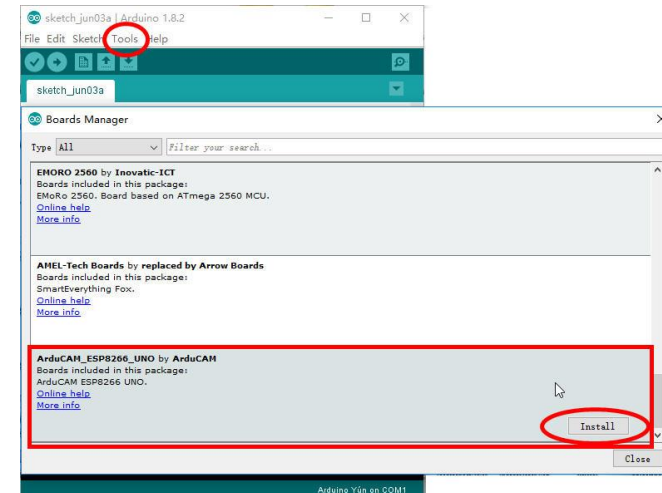 sketch_jun03a | Arduino 1.8.2
File Edit Sketch Tools Help
sketch_jun03a
Boards Manager
Type All Filter your search...
EMORO 2560 by Inovatic-ICT
Boards included in this package:
EMoRo 2560. Board based on ATmega 2560 MCU.
Online help
More info
AMEL-Tech Boards by replaced by Arrow Boards
Boards included in this package:
SmartEverything Fox.
Online help
More info
ArduCAM_ESP8266_UNO by ArduCAM
Boards included in this package:
ArduCAM ESP8266 UNO.
Online help
More info
Install
Close
Arduino Yún on COM1